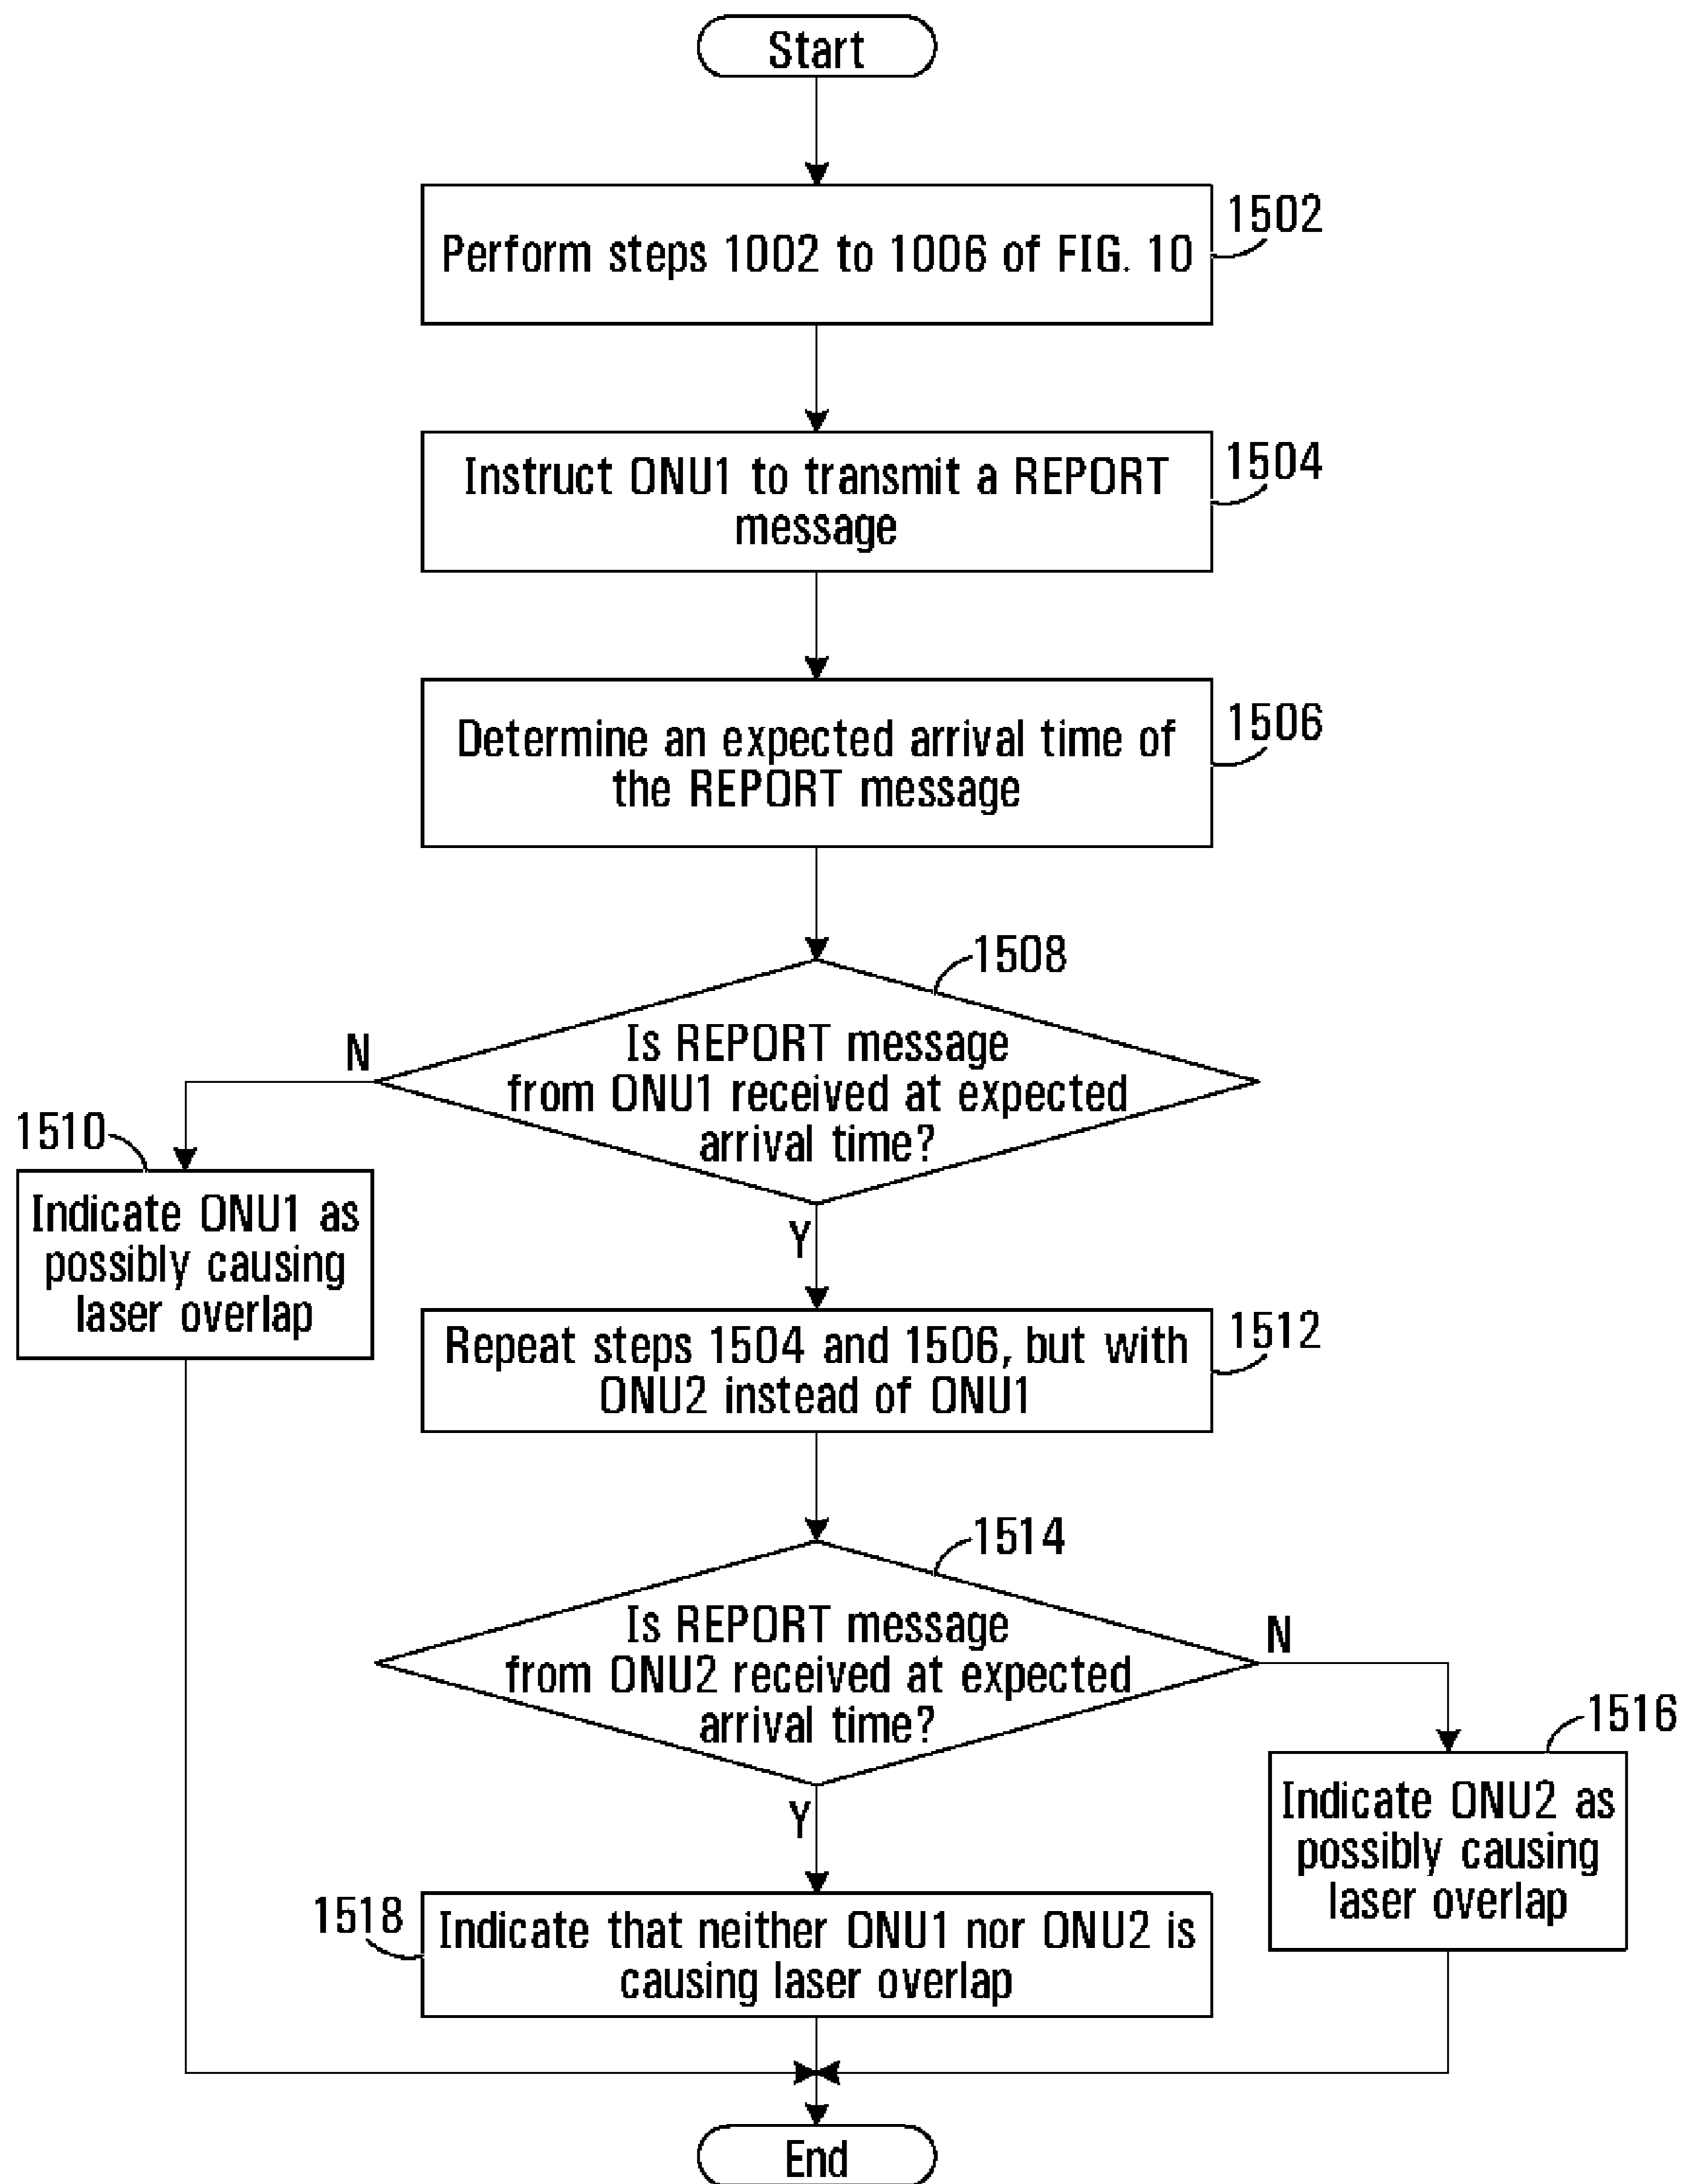 Start
Perform steps 1002 to 1006 of FIG. 10
1502
Instruct ONU1 to transmit a REPORT
message
1504
Determine an expected arrival time of
the REPORT message
1506
1508
Is REPORT message
from ONU1 received at expected
arrival time?
N
1510
Indicate ONU1 as
possibly causing
laser overlap
Y
Repeat steps 1504 and 1506, but with
ONU2 instead of ONU1
1512
1514
Is REPORT message
from ONU2 received at expected
arrival time?
N
1516
Indicate ONU2 as
possibly causing
laser overlap
Y
1518
Indicate that neither ONU1 nor ONU2 is
causing laser overlap
End